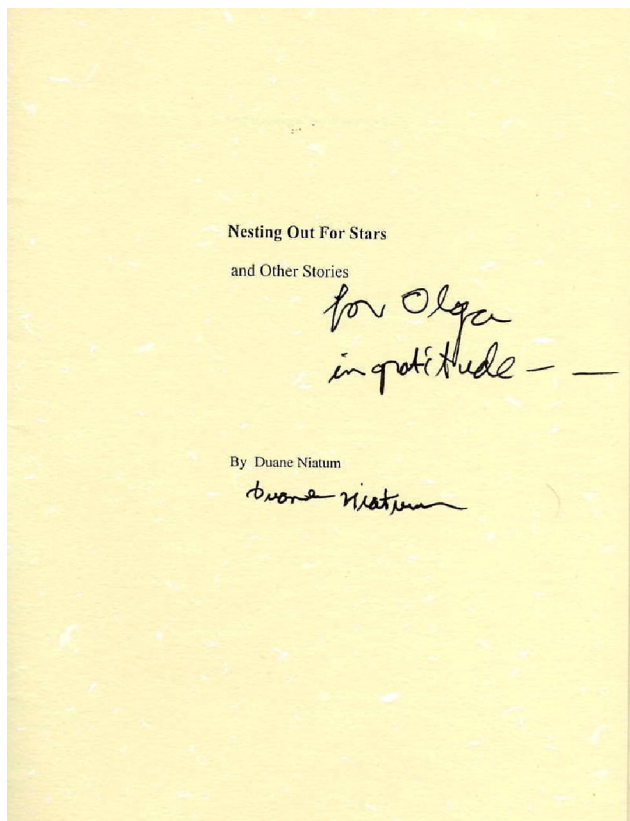 Nesting Out For Stars
and Other Stories
for Olga
in gratitude — —
By Duane Niatum
Duane Niatum